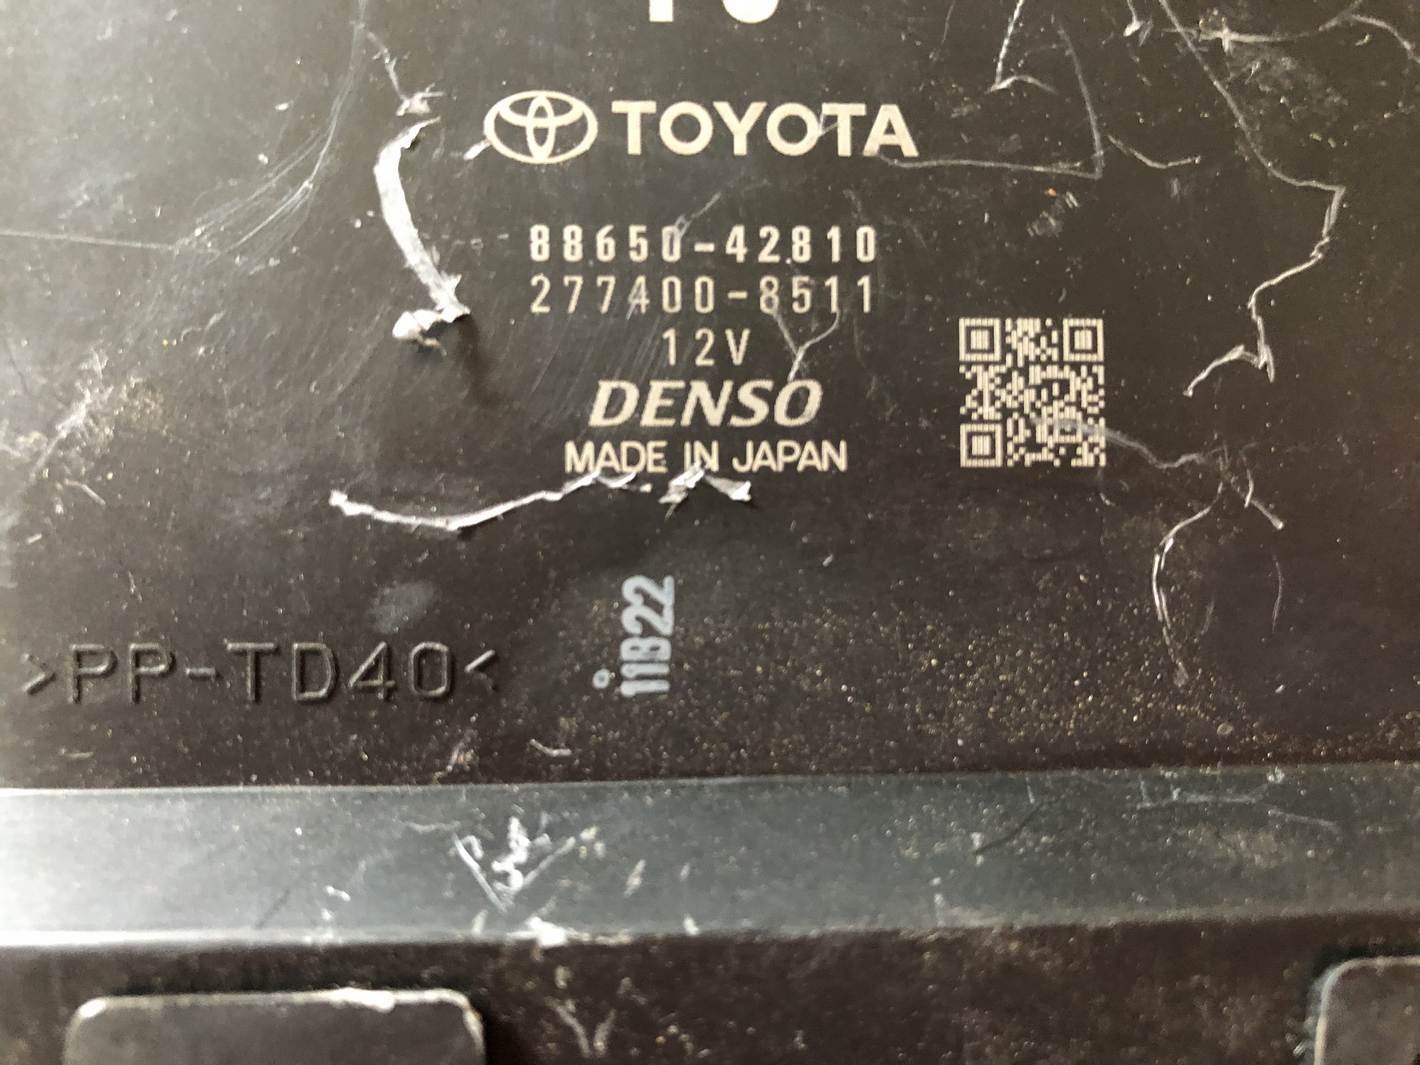 TOYOTA
88650-42810
277400-8511
12V
DENSO
MADE IN JAPAN
11B22
>PP-TD40<